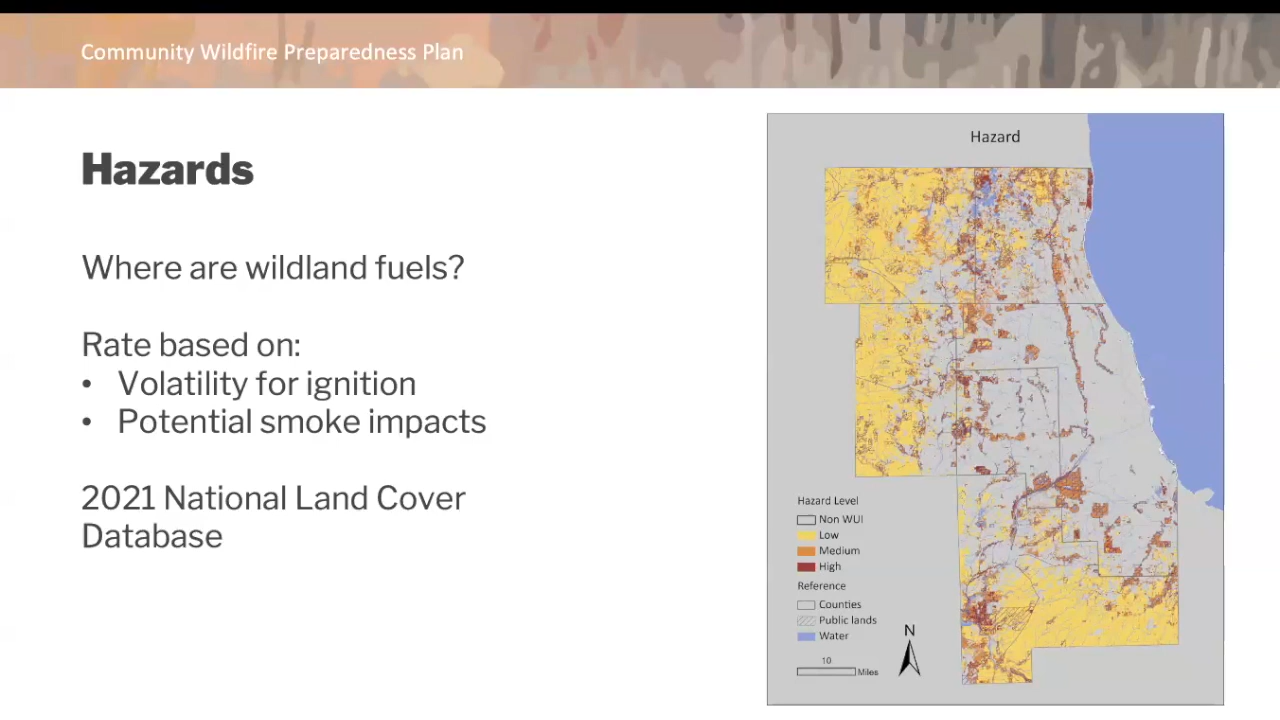 Community Wildfire Preparedness Plan
Hazards
Where are wildland fuels?
Rate based on:
• Volatility for ignition
• Potential smoke impacts
2021 National Land Cover
Database
Hazard
Hazard Level
Non WUI
Low
Medium
High
Reference
Counties
Public lands
Water
10
Miles
N